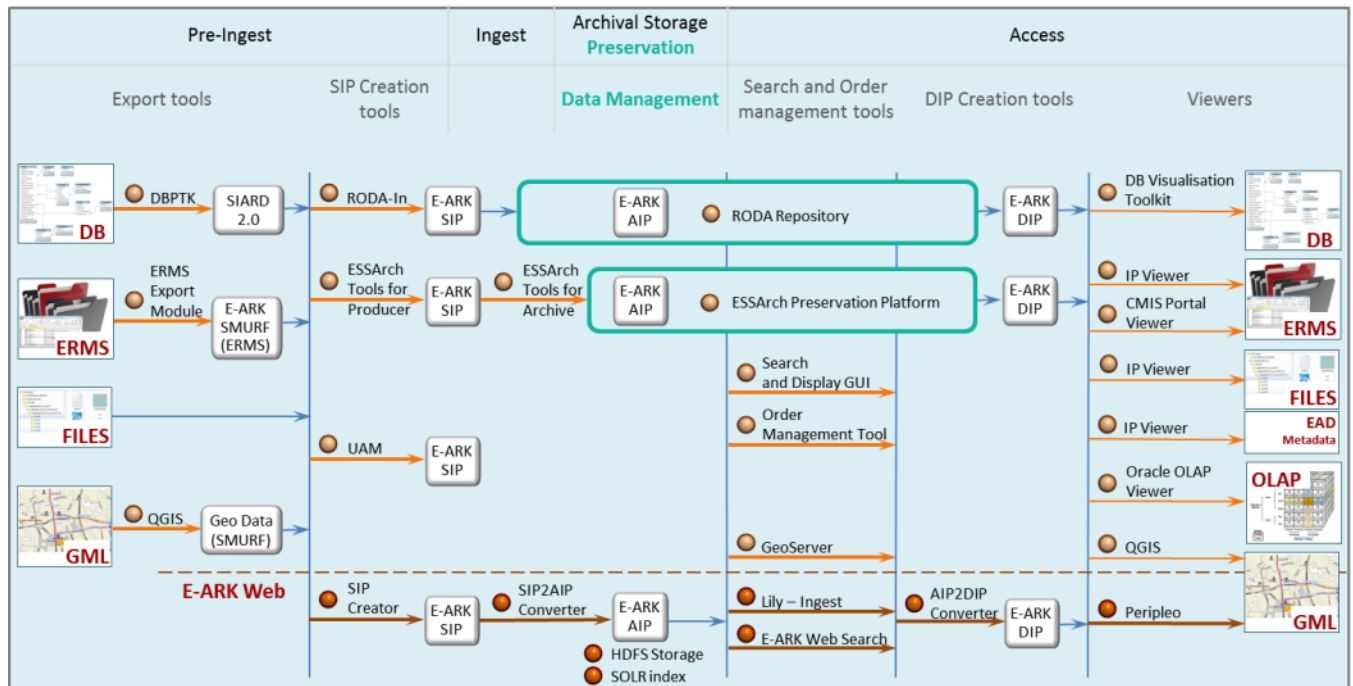 Pre-Ingest
Ingest
Archival Storage
Preservation
Access
Export tools
SIP Creation
tools
Data Management
Search and Order
management tools
DIP Creation tools
Viewers
DB
DBPTK
SIARD
2.0
RODA-In
E-ARK
SIP
E-ARK
AIP
RODA Repository
E-ARK
DIP
DB Visualisation
Toolkit
DB
ERMS
ERMS
Export
Module
E-ARK
SMURF
(ERMS)
ESSArch
Tools for
Producer
E-ARK
SIP
ESSArch
Tools for
Archive
E-ARK
AIP
ESSArch Preservation Platform
E-ARK
DIP
IP Viewer
CMIS Portal
Viewer
ERMS
Search
and Display GUI
IP Viewer
FILES
FILES
Order
Management Tool
UAM
E-ARK
SIP
IP Viewer
EAD
Metadata
Oracle OLAP
Viewer
OLAP
GML
QGIS
Geo Data
(SMURF)
GeoServer
QGIS
E-ARK Web
SIP
Creator
E-ARK
SIP
SIP2AIP
Converter
E-ARK
AIP
HDFS Storage
SOLR index
Lily – Ingest
E-ARK Web Search
AIP2DIP
Converter
E-ARK
DIP
Peripleo
GML